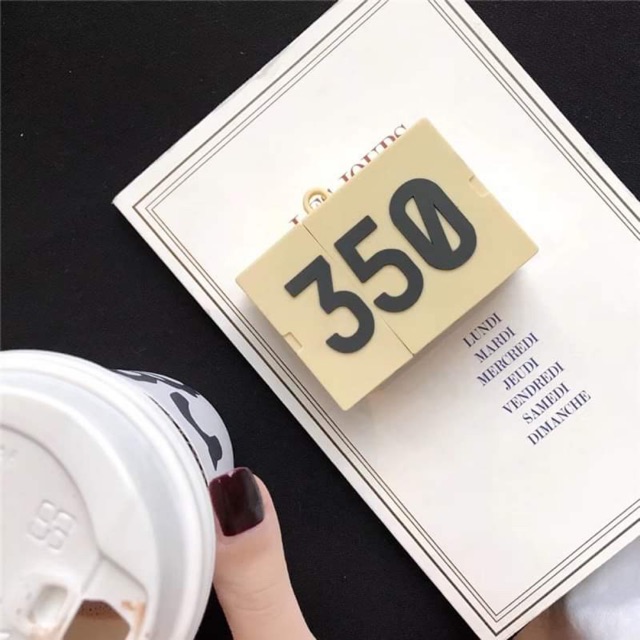 350
LUNDI
MARDI
MERCREDI
JEUDI
VENDREDI
SAMEDI
DIMANCHE